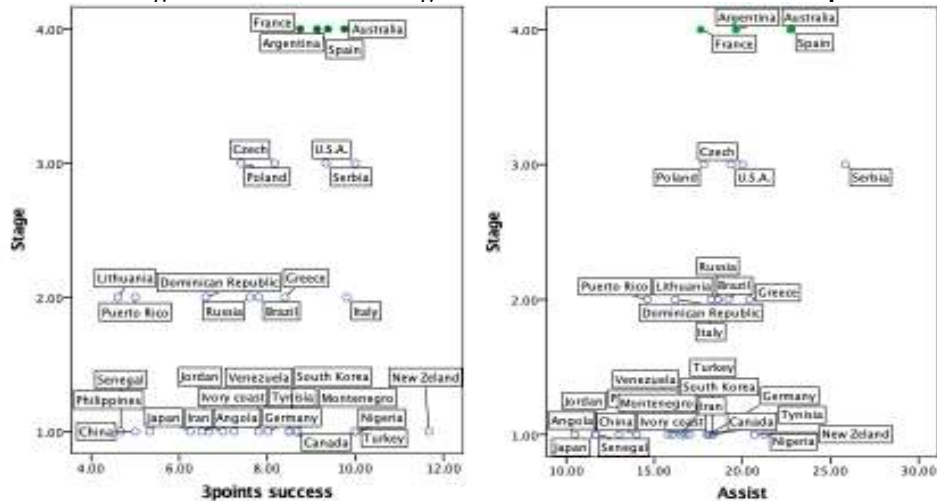 4.00
France
Australia
Argentina
Spain
3.00
Czech
U.S.A.
Poland
Serbia
Stage
Lithuania
Dominican Republic
Greece
2.00
Puerto Rico
Russia
Brazil
Italy
Senegal
Jordan
Venezuela
South Korea
New Zeland
Philippines
Ivory coast
Tynisia
Montenegro
Japan
Iran
Angola
Germany
Nigeria
1.00
China
Canada
Turkey
4.00 6.00 8.00 10.00 12.00
3points success
4.00
Argentina
Australia
France
Spain
3.00
Czech
Poland
U.S.A.
Serbia
Stage
Russia
Puerto Rico
Lithuania
Brazil
Greece
2.00
Dominican Republic
Italy
Turkey
Venezuela
South Korea
Jordan
Montenegro
Iran
Germany
Angola
China
Ivory coast
Canada
Tynisia
1.00
Japan
Senegal
Nigeria
New Zeland
10.00 15.00 20.00 25.00 30.00
Assist